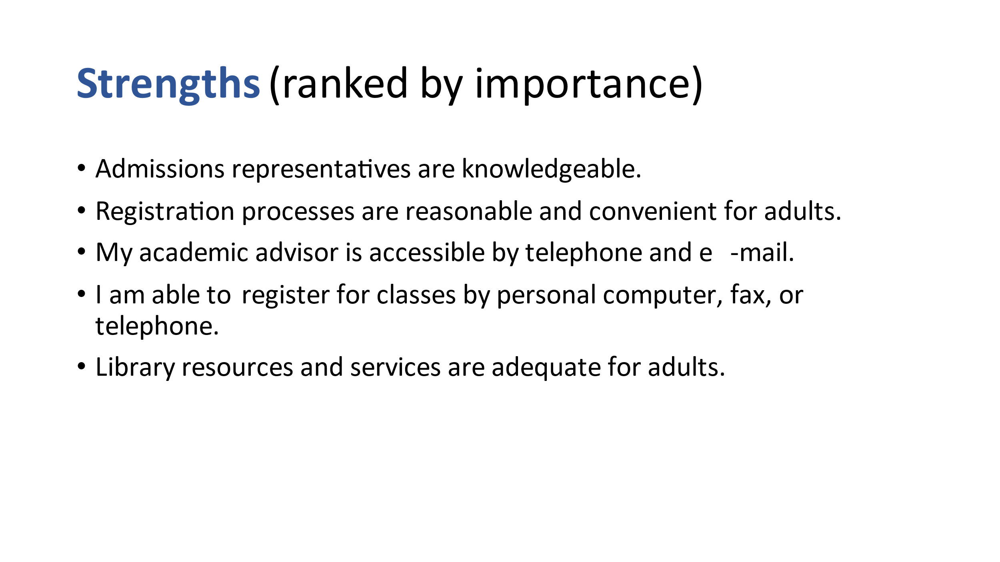 Strengths (ranked by importance)
• Admissions representatives are knowledgeable.
• Registration processes are reasonable and convenient for adults.
• My academic advisor is accessible by telephone and e -mail.
• I am able to register for classes by personal computer, fax, or
telephone.
• Library resources and services are adequate for adults.